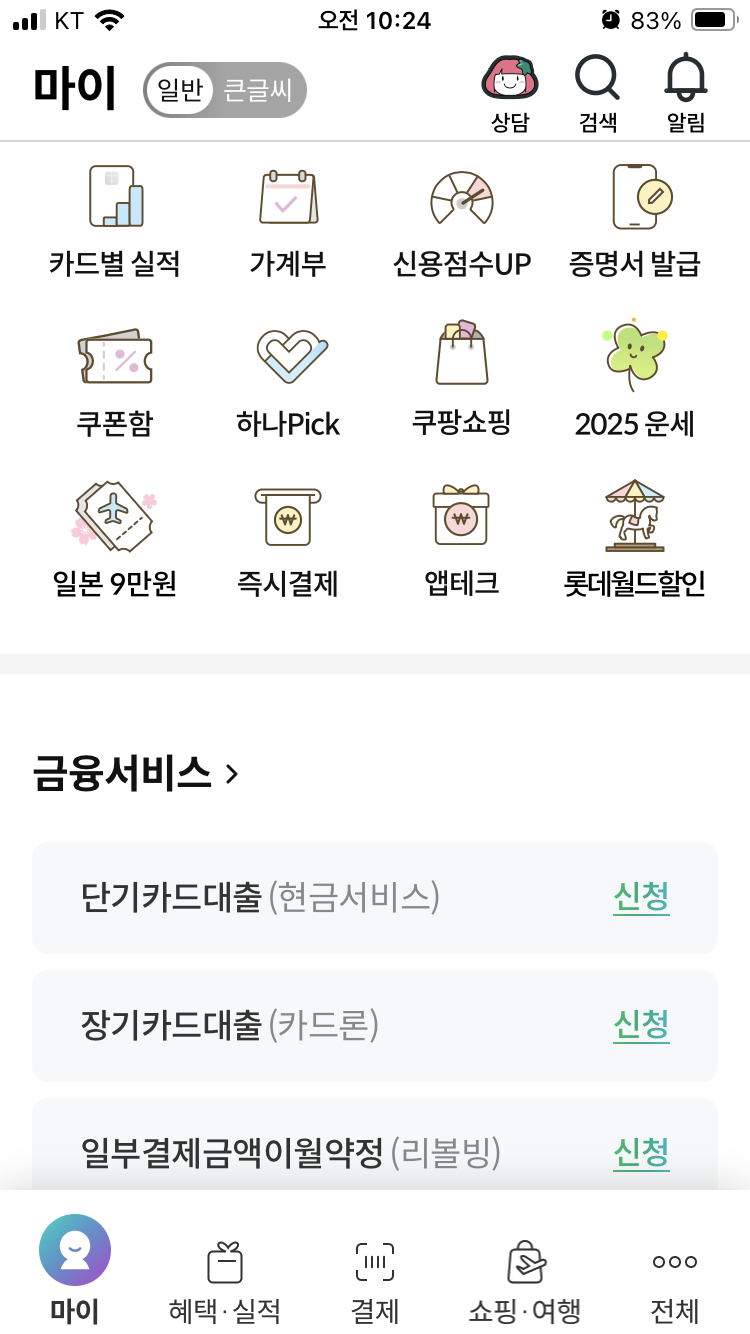 KT 오전 10:24 83%
마이 일반 큰글씨 상담 검색 알림
카드별 실적 가계부 신용점수UP 증명서 발급
쿠폰함 하나Pick 쿠팡쇼핑 2025 운세
일본 9만원 즉시결제 앱테크 롯데월드할인
금융서비스 >
단기카드대출 (현금서비스) 신청
장기카드대출 (카드론) 신청
일부결제금액이월약정 (리볼빙) 신청
마이 혜택·실적 결제 쇼핑·여행 전체